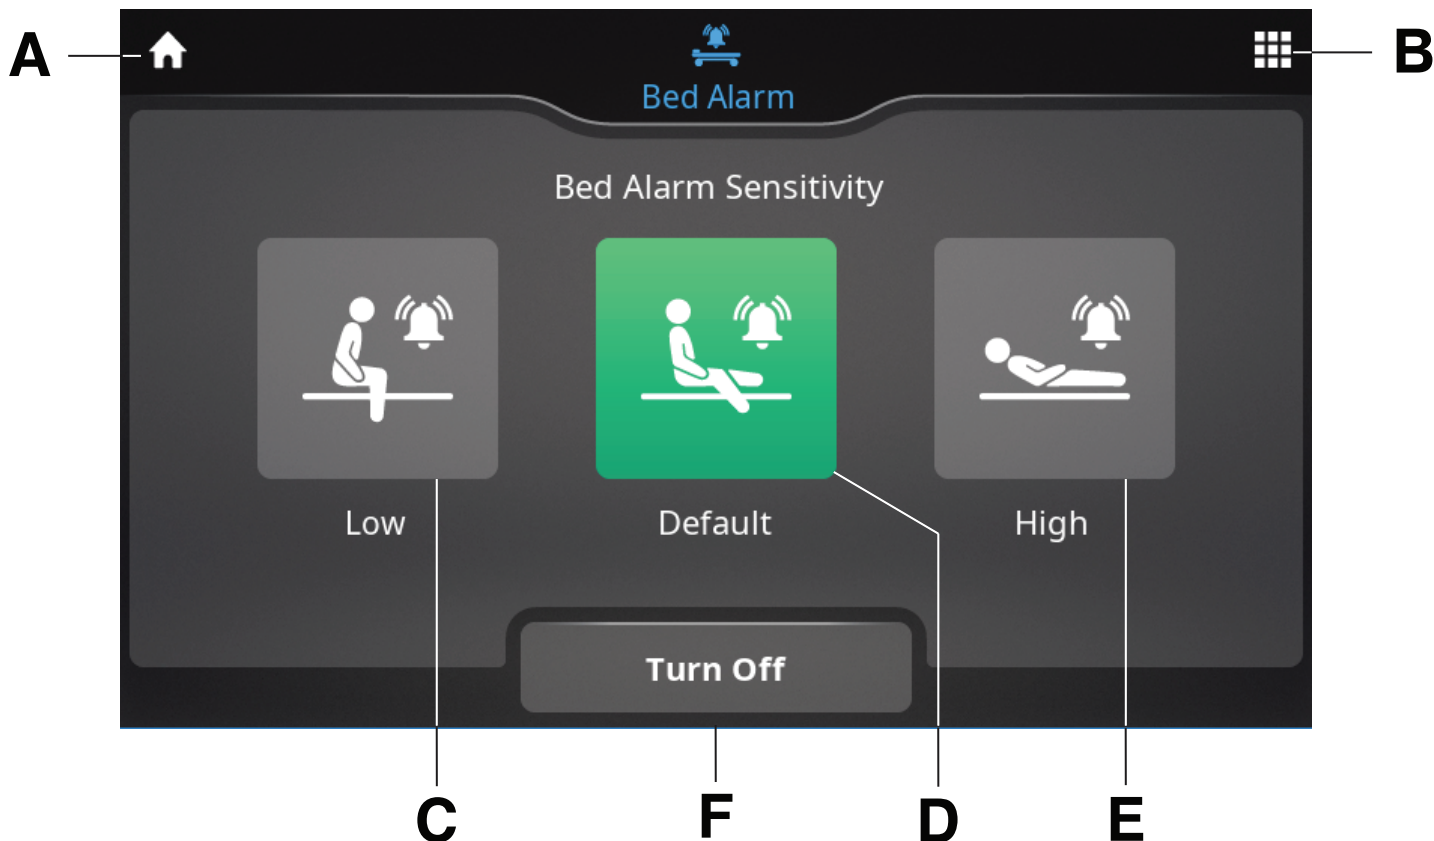 A
B
Bed Alarm
Bed Alarm Sensitivity
Low Default High
Turn Off
C F D E